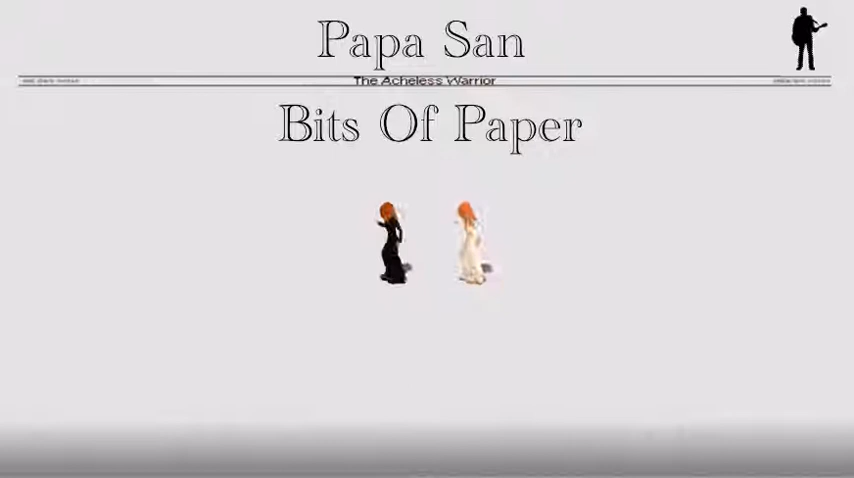 Papa San
The Acheless Warrior
Bits Of Paper